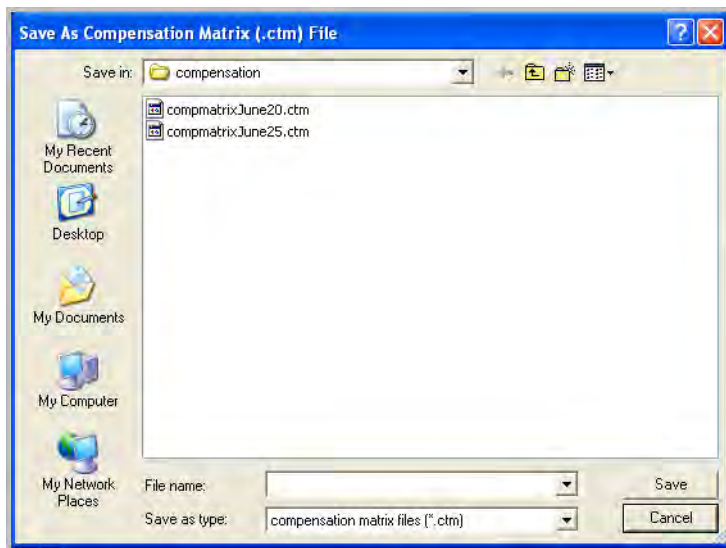 Save As Compensation Matrix (.ctm) File
Save in:
compensation
compmatrixJune20.ctm
compmatrixJune25.ctm
My Recent
Documents
Desktop
My Documents
My Computer
My Network
Places
File name:
Save
Save as type:
compensation matrix files (*.ctm)
Cancel